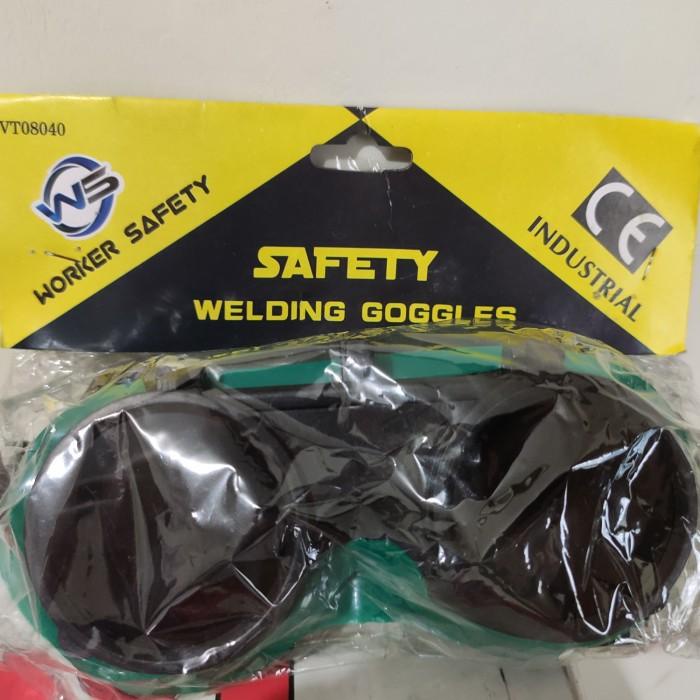 VT08040
WS
WORKER SAFETY
SAFETY
WELDING GOGGLES
CE
INDUSTRIAL